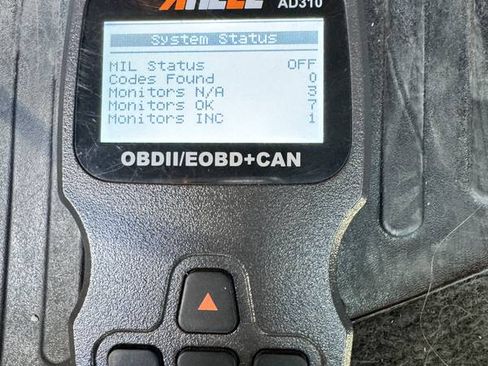 ANCEL
AD310
System Status
MIL Status OFF
Codes Found 0
Monitors N/A 3
Monitors OK 7
Monitors INC 1
OBDII/EOBD+CAN